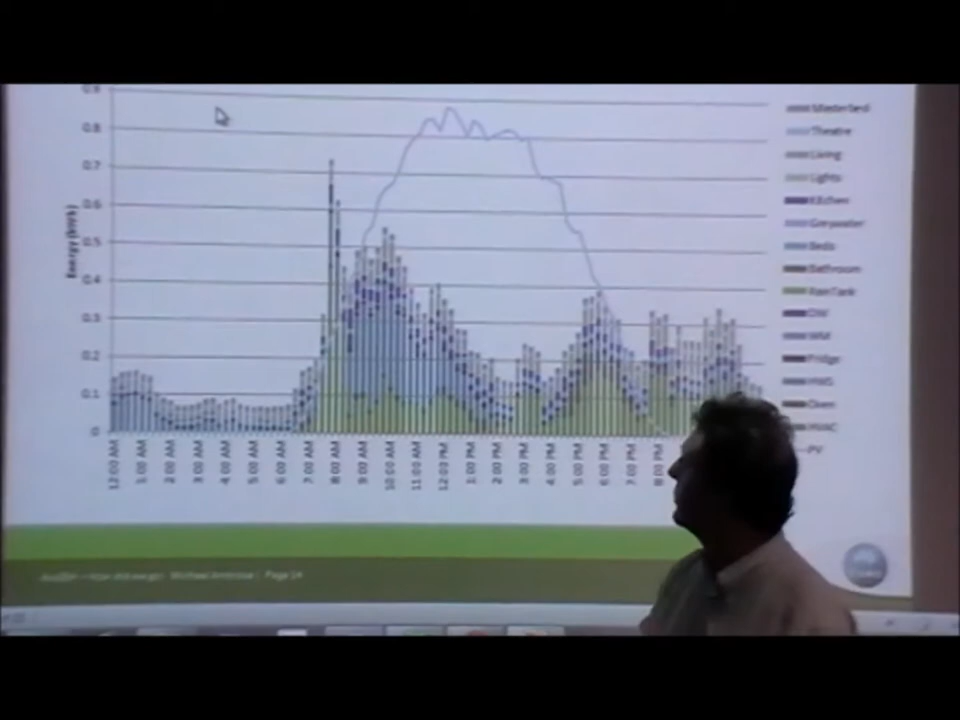 0.9
0.8
0.7
0.6
0.5
0.4
0.3
0.2
0.1
0
Energy (kWh)
12:00 AM
1:00 AM
2:00 AM
3:00 AM
4:00 AM
5:00 AM
6:00 AM
7:00 AM
8:00 AM
9:00 AM
10:00 AM
11:00 AM
12:00 PM
1:00 PM
2:00 PM
3:00 PM
4:00 PM
5:00 PM
6:00 PM
7:00 PM
8:00 PM
Masterbed
Theatre
Living
Lights
Kitchen
Greywater
Beds
Bathroom
RainTank
DW
WM
Fridge
HWS
Oven
HVAC
PV
Page 14